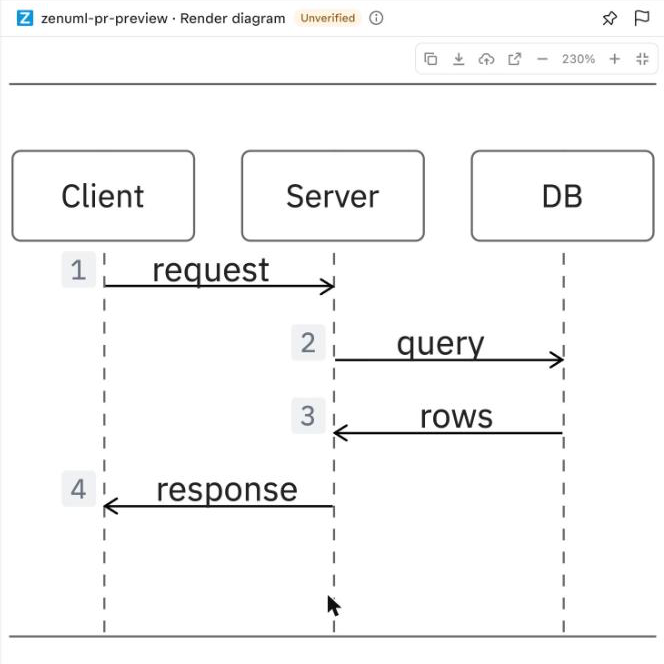 Z zenuml-pr-preview · Render diagram Unverified
230%
Client Server DB
1 request
2 query
3 rows
4 response